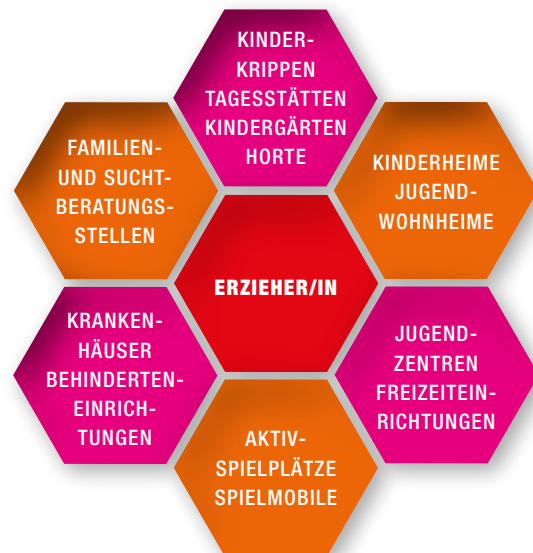 KINDER-
KRIPPEN
TAGESSTÄTTEN
KINDERGÄRTEN
HORTE
FAMILIEN-
UND SUCHT-
BERATUNGS-
STELLEN
KINDERHEIME
JUGEND-
WOHNHEIME
ERZIEHER/IN
KRANKEN-
HÄUSER
BEHINDERTEN-
EINRICH-
TUNGEN
JUGEND-
ZENTREN
FREIZEITEIN-
RICHTUNGEN
AKTIV-
SPIELPLÄTZE
SPIELMOBILE